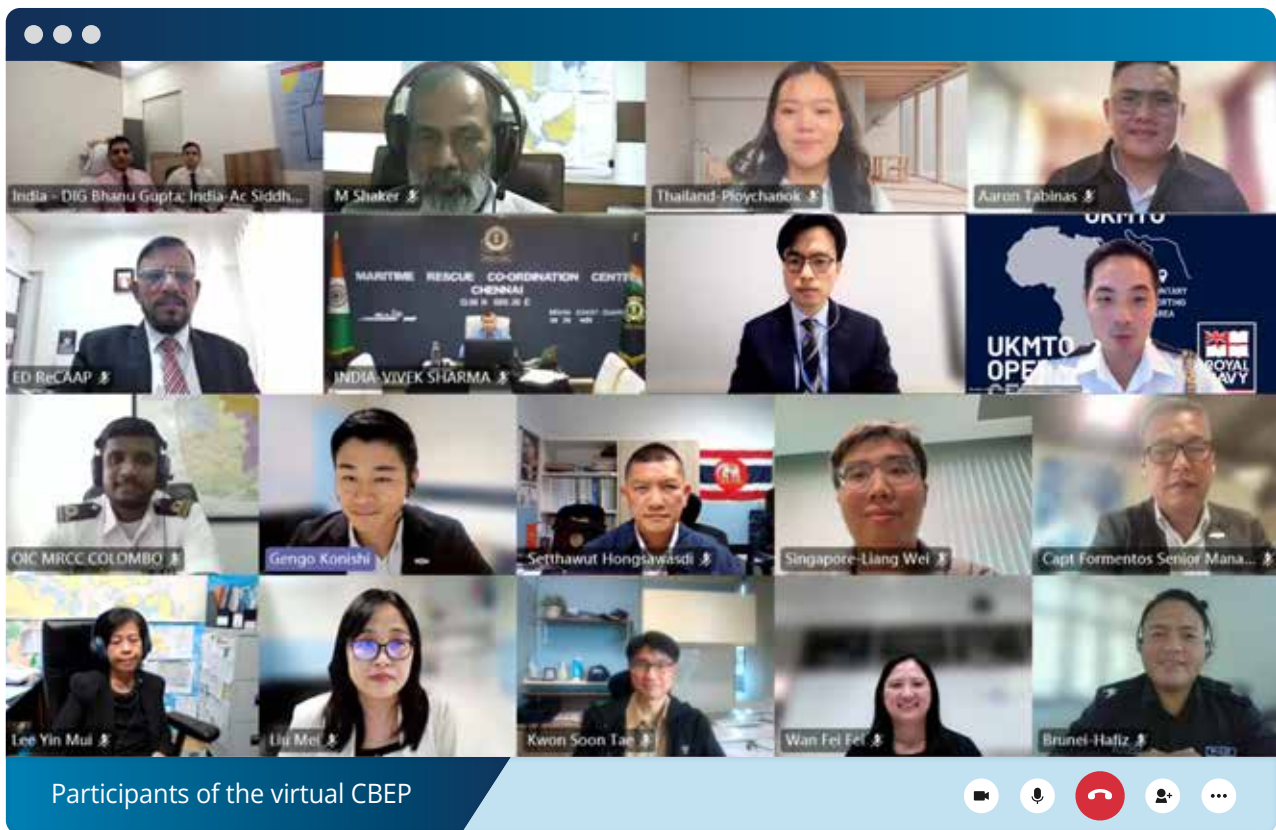 India - DIG Bhanu Gupta; India-Ac Siddh...
M Shaker
Thailand-Ploychanok
Aaron Tabinas
ED ReCAAP
MARITIME RESCUE CO-ORDINATION CENTRE
CHENNAI
INDIA-VIVEK SHARMA
UKMTO
UKMTO
ROYAL
NAVY
OIC MRCC COLOMBO
Gengo Konishi
Setthawut Hongsawasdi
Singapore-Liang Wei
Capt Formentos Senior Mana...
Lee Yin Mui
Liu Mei
Kwon Soon Tae
Wan Fei Fei
Brunei-Hafiz
Participants of the virtual CBEP